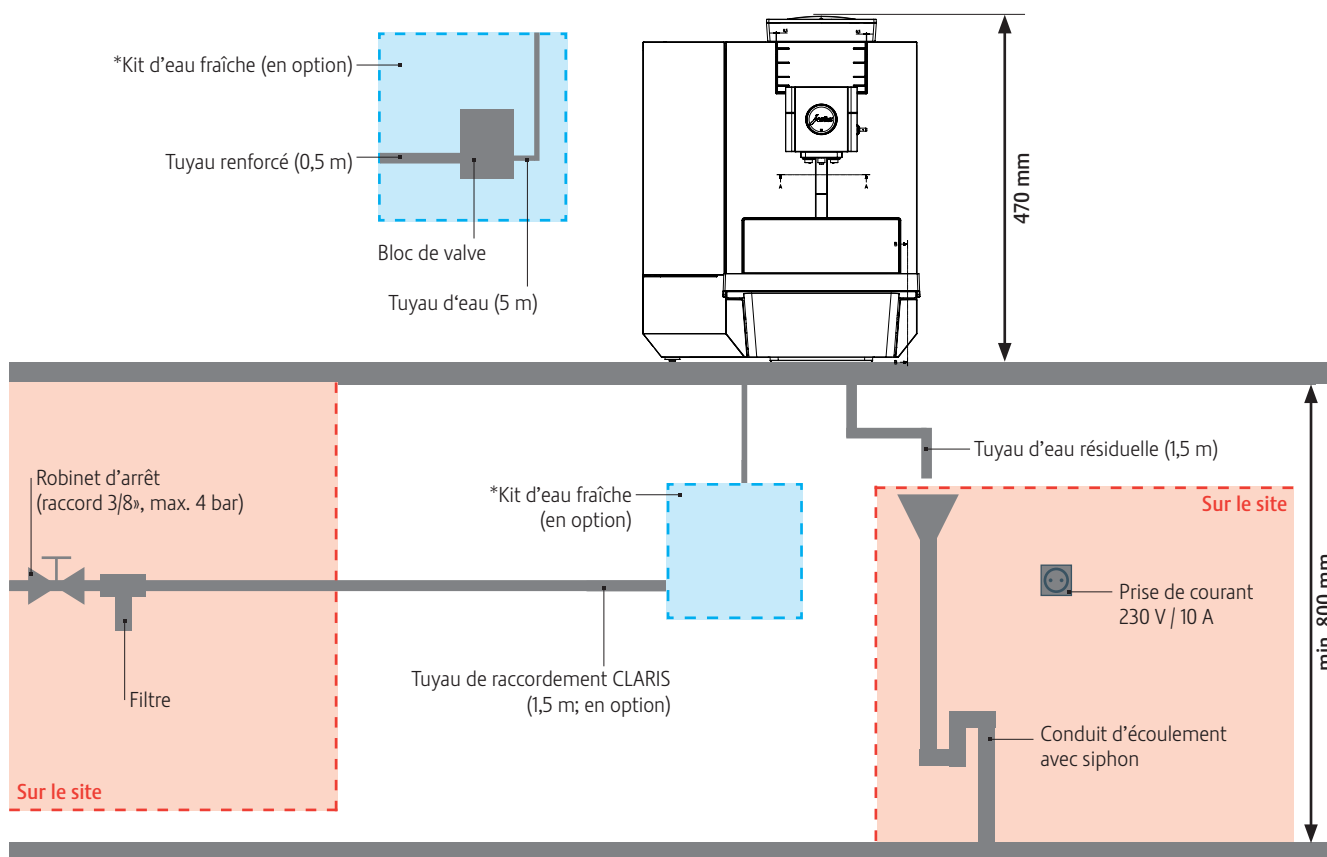 *Kit d'eau fraîche (en option)
Tuyau renforcé (0,5 m)
Bloc de valve
Tuyau d‘eau (5 m)
470 mm
Robinet d'arrêt
(raccord 3/8», max. 4 bar)
Filtre
Sur le site
*Kit d'eau fraîche
(en option)
Tuyau de raccordement CLARIS
(1,5 m; en option)
Tuyau d'eau résiduelle (1,5 m)
Sur le site
Prise de courant
230 V / 10 A
Conduit d'écoulement
avec siphon
min. 800 mm